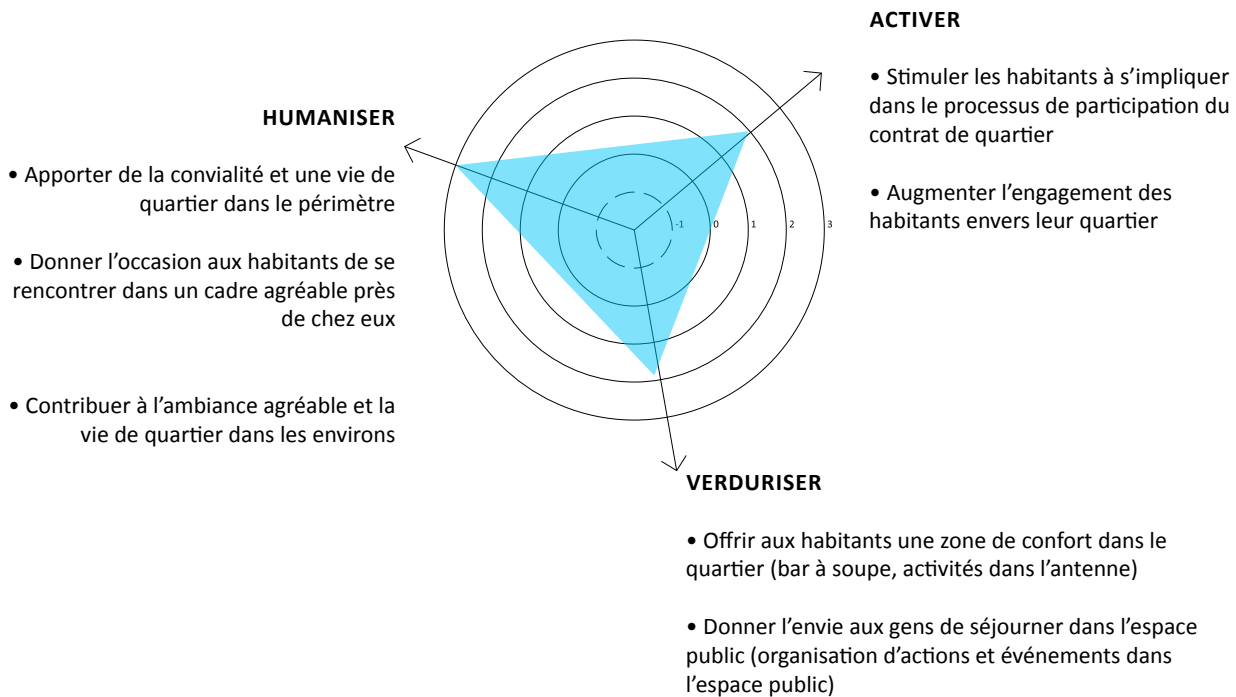 ACTIVER
• Stimuler les habitants à s’impliquer
dans le processus de participation du
contrat de quartier
• Augmenter l’engagement des
habitants envers leur quartier
HUMANISER
• Apporter de la convialité et une vie de
quartier dans le périmètre
• Donner l’occasion aux habitants de se
rencontrer dans un cadre agréable près
de chez eux
• Contribuer à l’ambiance agréable et la
vie de quartier dans les environs
-1 0 1 2 3
VERDURISER
• Offrir aux habitants une zone de confort dans le
quartier (bar à soupe, activités dans l’antenne)
• Donner l’envie aux gens de séjourner dans l’espace
public (organisation d’actions et événements dans
l’espace public)